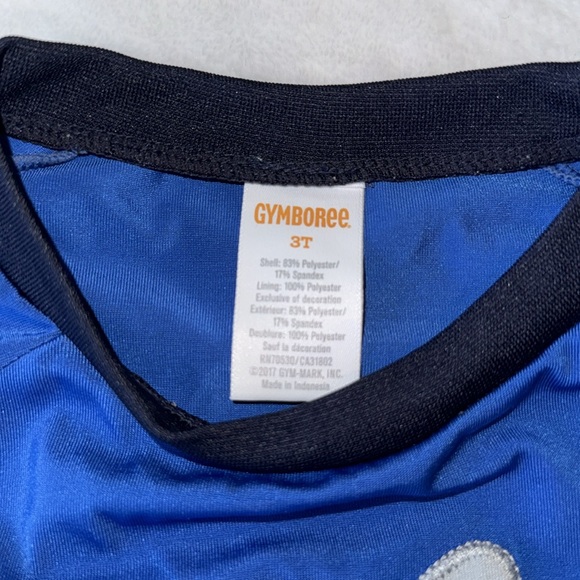 GYMBOREE
3T
Shell: 83% Polyester/
17% Spandex
Lining: 100% Polyester
Exclusive of decoration
Extérieur: 83% Polyester/
17% Spandex
Doublure: 100% Polyester
Sauf la décoration
RN70530/CA31602
©2017 GYM-MARK, INC.
Made in Indonesia